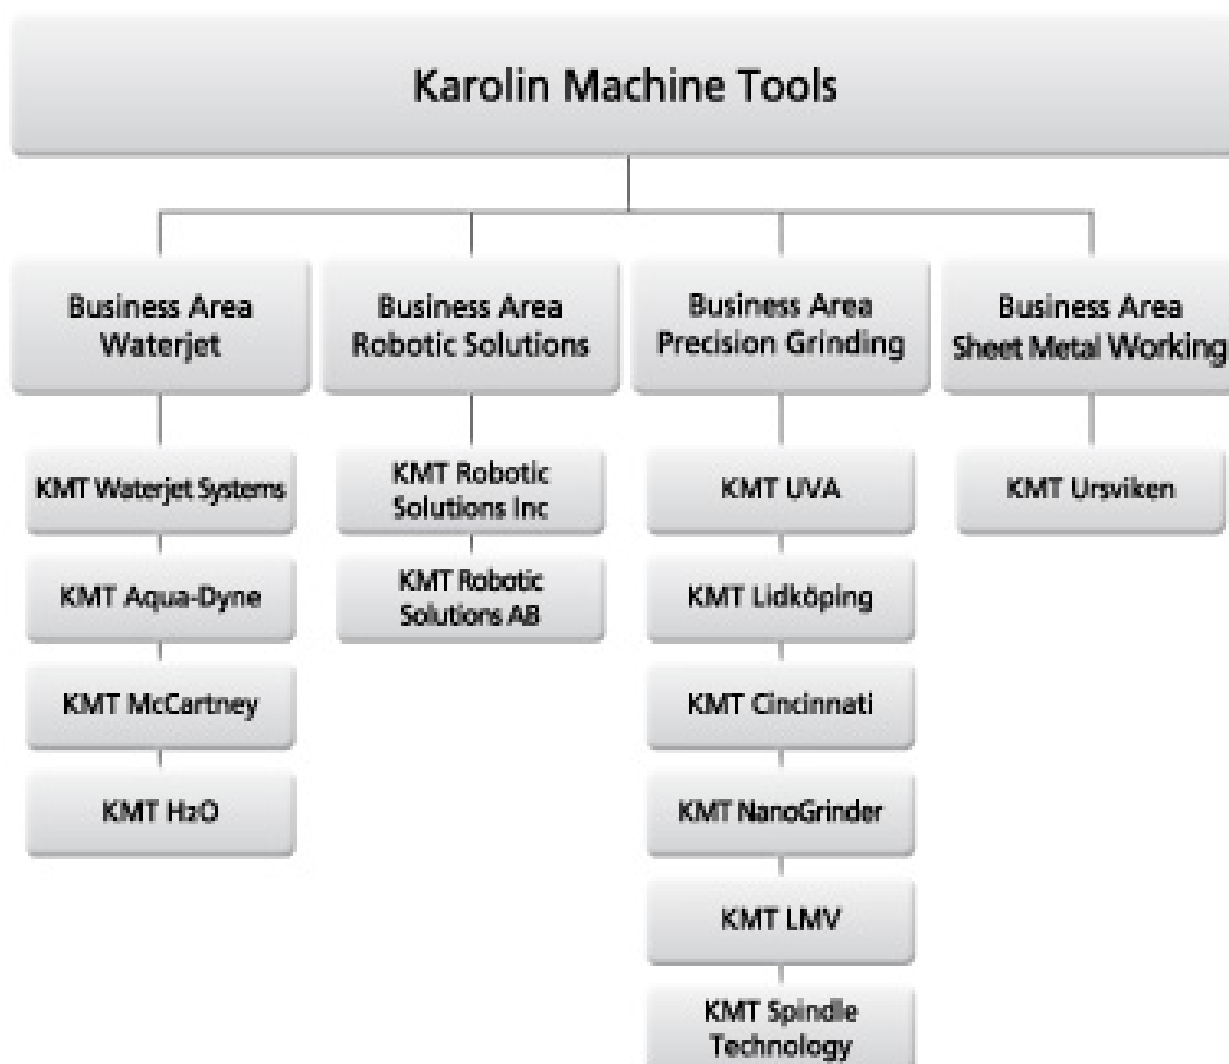 Karolin Machine Tools
Business Area
Waterjet
Business Area
Robotic Solutions
Business Area
Precision Grinding
Business Area
Sheet Metal Working
KMT Waterjet Systems
KMT Aqua-Dyne
KMT McCartney
KMT H2O
KMT Robotic
Solutions Inc
KMT Robotic
Solutions AB
KMT UVA
KMT Lidköping
KMT Cincinnati
KMT NanoGrinder
KMT LMV
KMT Spindle
Technology
KMT Ursviken